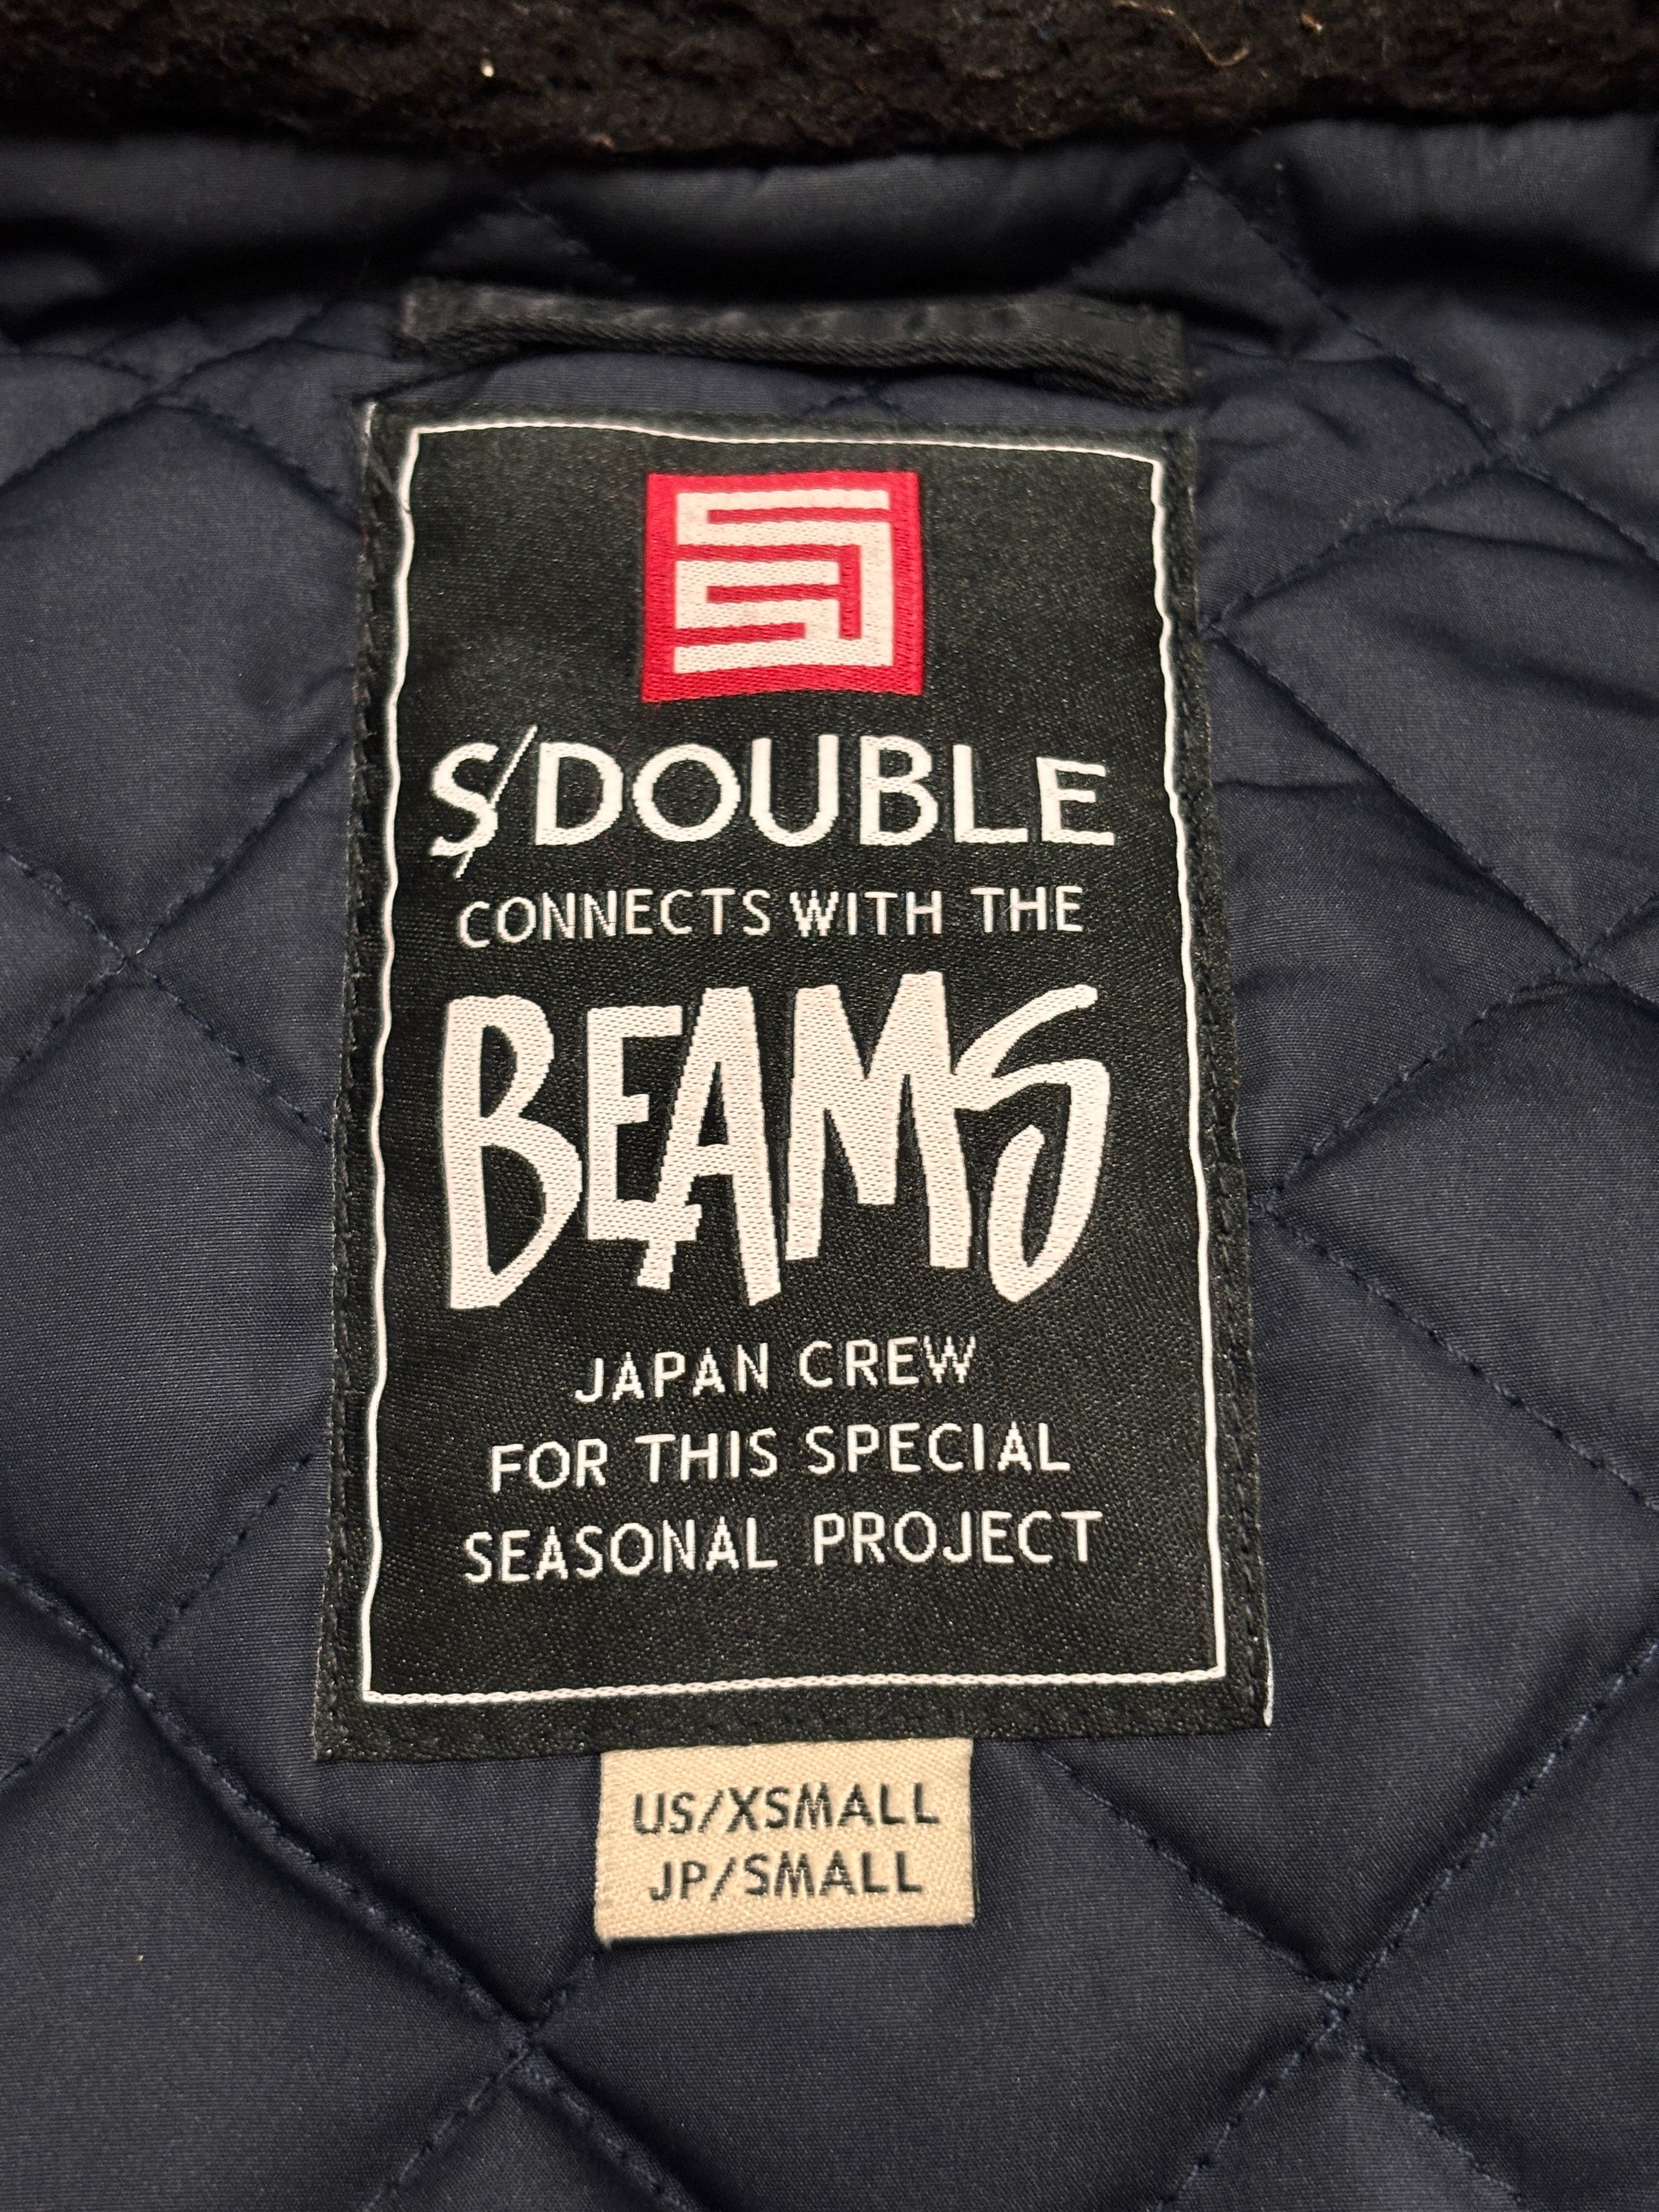 S/DOUBLE
CONNECTS WITH THE
BEAMS
JAPAN CREW
FOR THIS SPECIAL
SEASONAL PROJECT
US/XSMALL
JP/SMALL